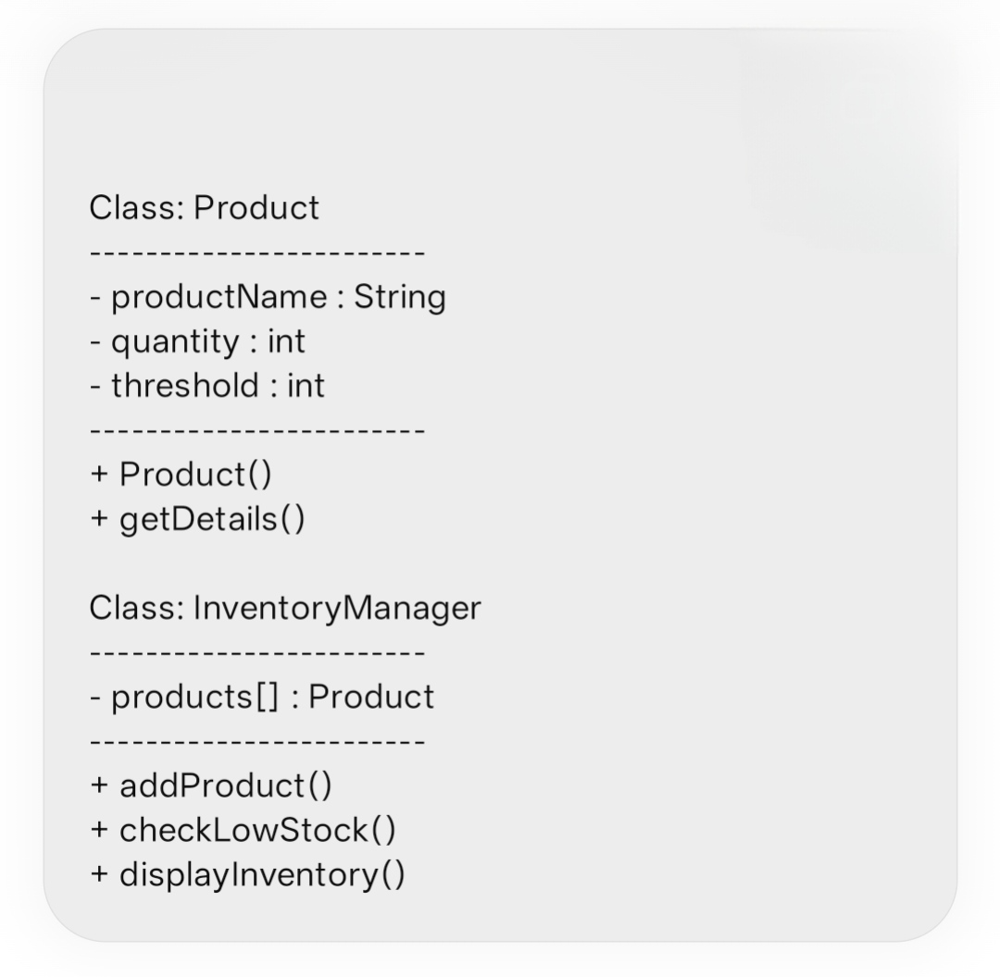 Class: Product
------------------------
- productName : String
- quantity : int
- threshold : int
------------------------
+ Product()
+ getDetails()
Class: InventoryManager
------------------------
- products[] : Product
------------------------
+ addProduct()
+ checkLowStock()
+ displayInventory()